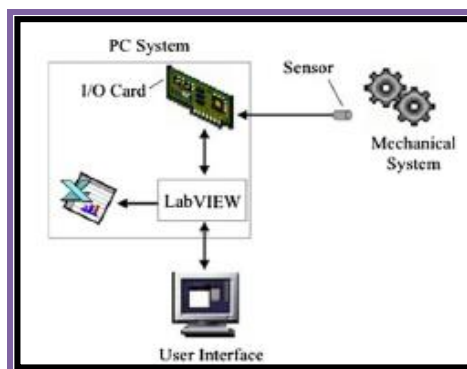 PC System
I/O Card
Sensor
Mechanical
System
LabVIEW
User Interface